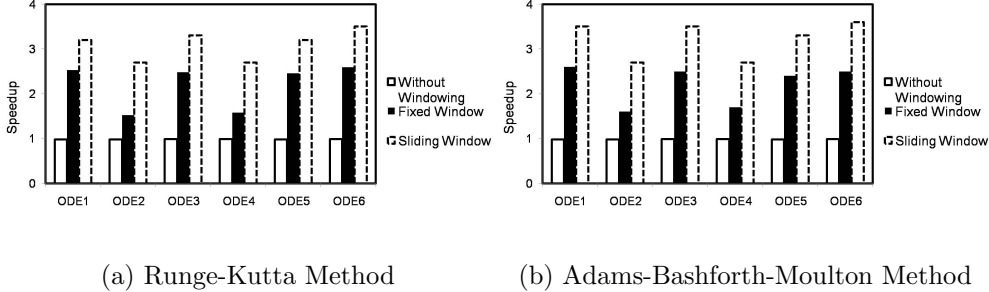 4
3
2
1
0
Speedup
ODE1 ODE2 ODE3 ODE4 ODE5 ODE6
Without
Windowing
Fixed Window
Sliding Window
(a) Runge-Kutta Method
4
3
2
1
0
Speedup
ODE1 ODE2 ODE3 ODE4 ODE5 ODE6
Without
Windowing
Fixed Window
Sliding Window
(b) Adams-Bashforth-Moulton Method